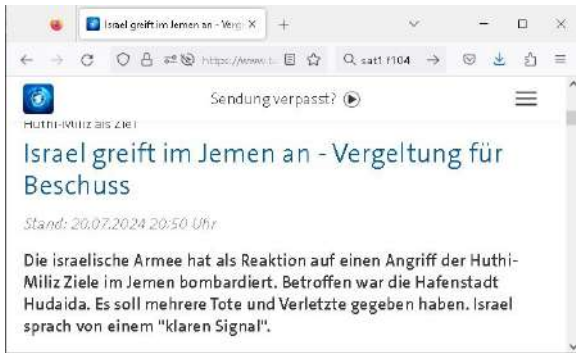 Israel greift im Jemen an - Verg
https://www.t
sat1 f104
Sendung verpasst?
Huthi-Miliz als Ziel
Israel greift im Jemen an - Vergeltung für
Beschuss
Stand: 20.07.2024 20:50 Uhr
Die israelische Armee hat als Reaktion auf einen Angriff der Huthi-
Miliz Ziele im Jemen bombardiert. Betroffen war die Hafenstadt
Hudaida. Es soll mehrere Tote und Verletzte gegeben haben. Israel
sprach von einem "klaren Signal".